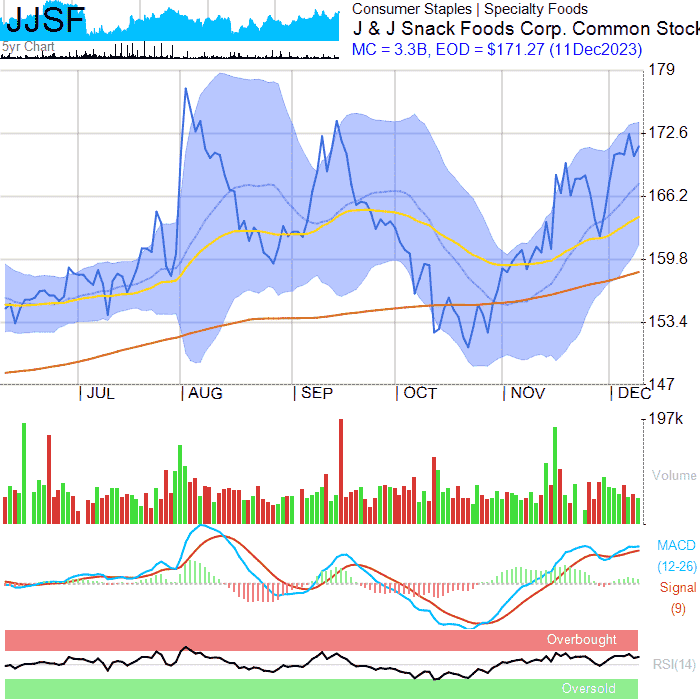 JJSF
5yr Chart
Consumer Staples | Specialty Foods
J & J Snack Foods Corp. Common Stock
MC = 3.3B, EOD = $171.27 (11Dec2023)
179
172.6
166.2
159.8
153.4
147
JUL
AUG
SEP
OCT
NOV
DEC
197k
Volume
MACD
(12-26)
Signal
(9)
Overbought
RSI(14)
Oversold